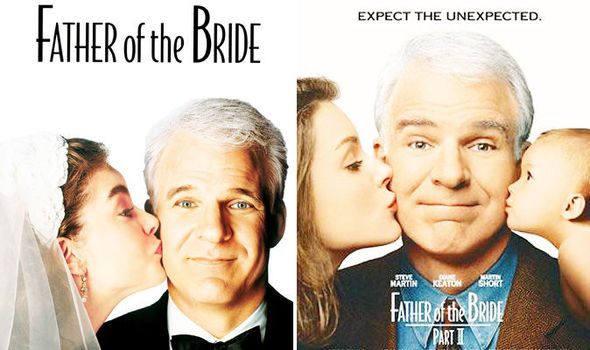 FATHER of the BRIDE
EXPECT THE UNEXPECTED.
STEVE MARTIN DIANE KEATON MARTIN SHORT
FATHER of the BRIDE
PART II